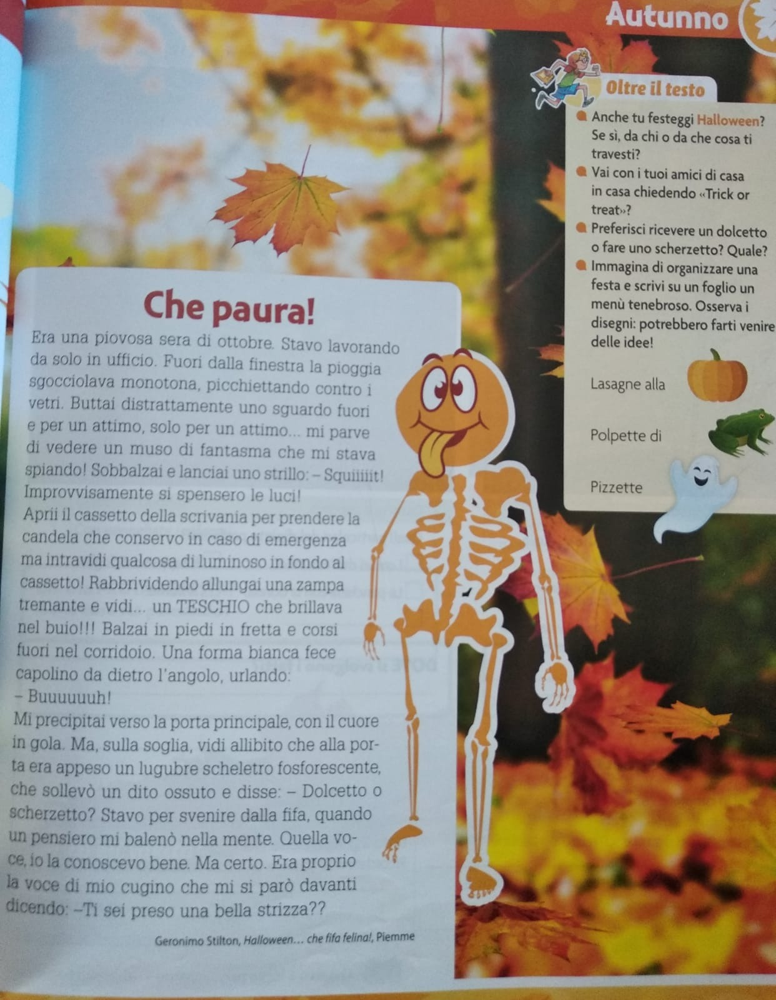 Autunno
Oltre il testo
Anche tu festeggi Halloween?
Se sì, da chi o da che cosa ti
travesti?
Vai con i tuoi amici di casa
in casa chiedendo «Trick or
treat»?
Preferisci ricevere un dolcetto
o fare uno scherzetto? Quale?
Immagina di organizzare una
festa e scrivi su un foglio un
menù tenebroso. Osserva i
disegni: potrebbero farti venire
delle idee!
Lasagne alla
Polpette di
Pizzette
Che paura!
Era una piovosa sera di ottobre. Stavo lavorando
da solo in ufficio. Fuori dalla finestra la pioggia
sgocciolava monotona, picchiettando contro i
vetri. Buttai distrattamente uno sguardo fuori
e per un attimo, solo per un attimo... mi parve
di vedere un muso di fantasma che mi stava
spiando! Sobbalzai e lanciai uno strillo: – Squiiiiit!
Improvvisamente si spensero le luci!
Aprii il cassetto della scrivania per prendere la
candela che conservo in caso di emergenza
ma intravidi qualcosa di luminoso in fondo al
cassetto! Rabbrividendo allungai una zampa
tremante e vidi... un TESCHIO che brillava
nel buio!!! Balzai in piedi in fretta e corsi
fuori nel corridoio. Una forma bianca fece
capolino da dietro l'angolo, urlando:
– Buuuuuuh!
Mi precipitai verso la porta principale, con il cuore
in gola. Ma, sulla soglia, vidi allibito che alla por-
ta era appeso un lugubre scheletro fosforescente,
che sollevò un dito ossuto e disse: – Dolcetto o
scherzetto? Stavo per svenire dalla fifa, quando
un pensiero mi balenò nella mente. Quella vo-
ce, io la conoscevo bene. Ma certo. Era proprio
la voce di mio cugino che mi si parò davanti
dicendo: –Ti sei preso una bella strizza??
Geronimo Stilton, Halloween... che fifa felina!, Piemme